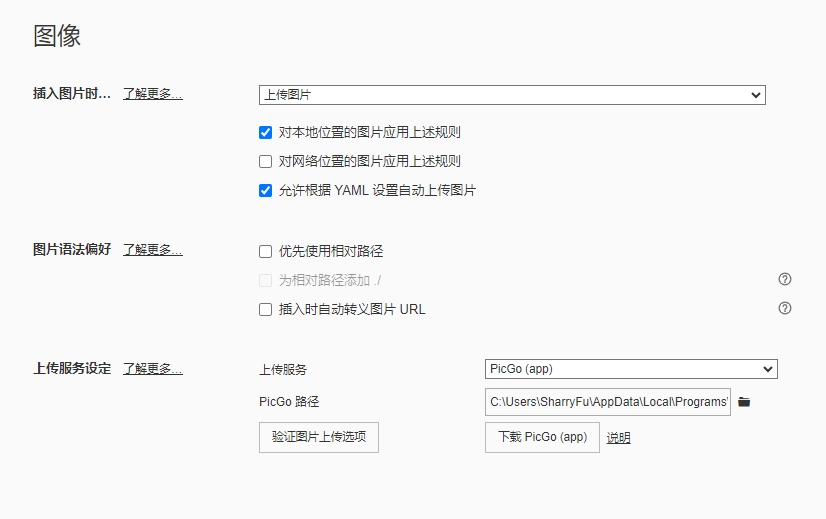 图像
插入图片时... 了解更多... 上传图片
对本地位置的图片应用上述规则
对网络位置的图片应用上述规则
允许根据 YAML 设置自动上传图片
图片语法偏好 了解更多... 优先使用相对路径
为相对路径添加 ./
插入时自动转义图片 URL
上传服务设定 了解更多... 上传服务 PicGo (app)
PicGo 路径 C:\Users\SharryFu\AppData\Local\Programs\
验证图片上传选项 下载 PicGo (app) 说明